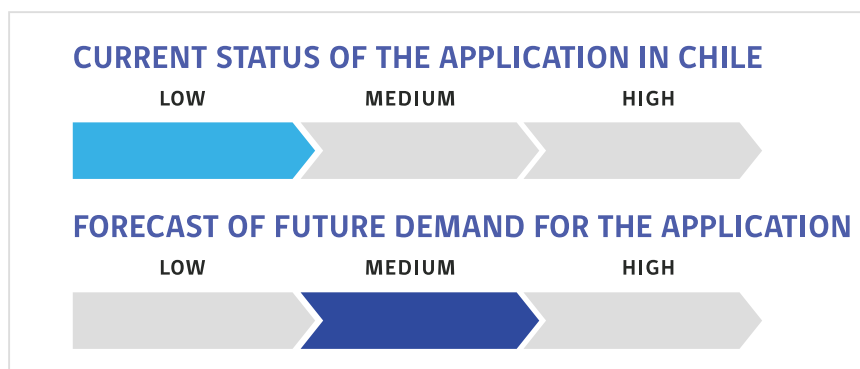 CURRENT STATUS OF THE APPLICATION IN CHILE
LOW MEDIUM HIGH
FORECAST OF FUTURE DEMAND FOR THE APPLICATION
LOW MEDIUM HIGH